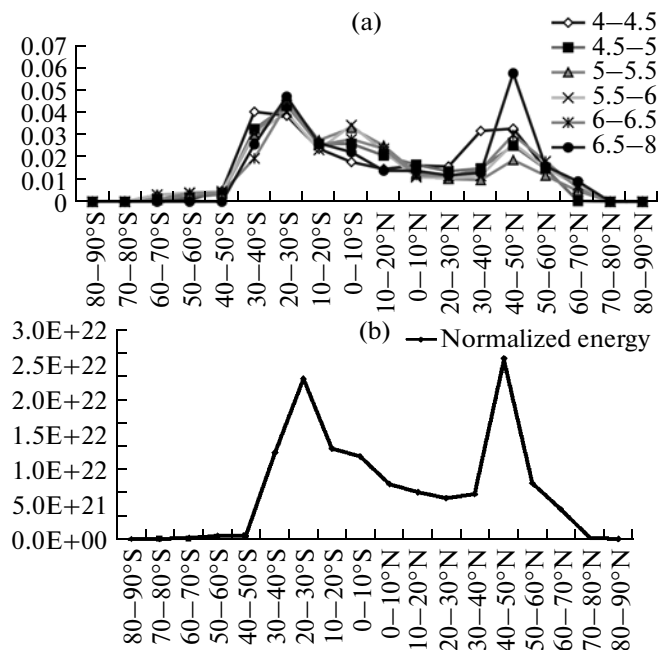 (a)
4–4.5
4.5–5
5–5.5
5.5–6
6–6.5
6.5–8
0.07
0.06
0.05
0.04
0.03
0.02
0.01
0
80–90°S
70–80°S
60–70°S
50–60°S
40–50°S
30–40°S
20–30°S
10–20°S
0–10°S
10–20°N
0–10°N
20–30°N
30–40°N
40–50°N
50–60°N
60–70°N
70–80°N
80–90°N
(b)
Normalized energy
3.0E+22
2.5E+22
2.0E+22
1.5E+22
1.0E+22
5.0E+21
0.0E+00
80–90°S
70–80°S
60–70°S
50–60°S
40–50°S
30–40°S
20–30°S
10–20°S
0–10°S
0–10°N
10–20°N
20–30°N
30–40°N
40–50°N
50–60°N
60–70°N
70–80°N
80–90°N